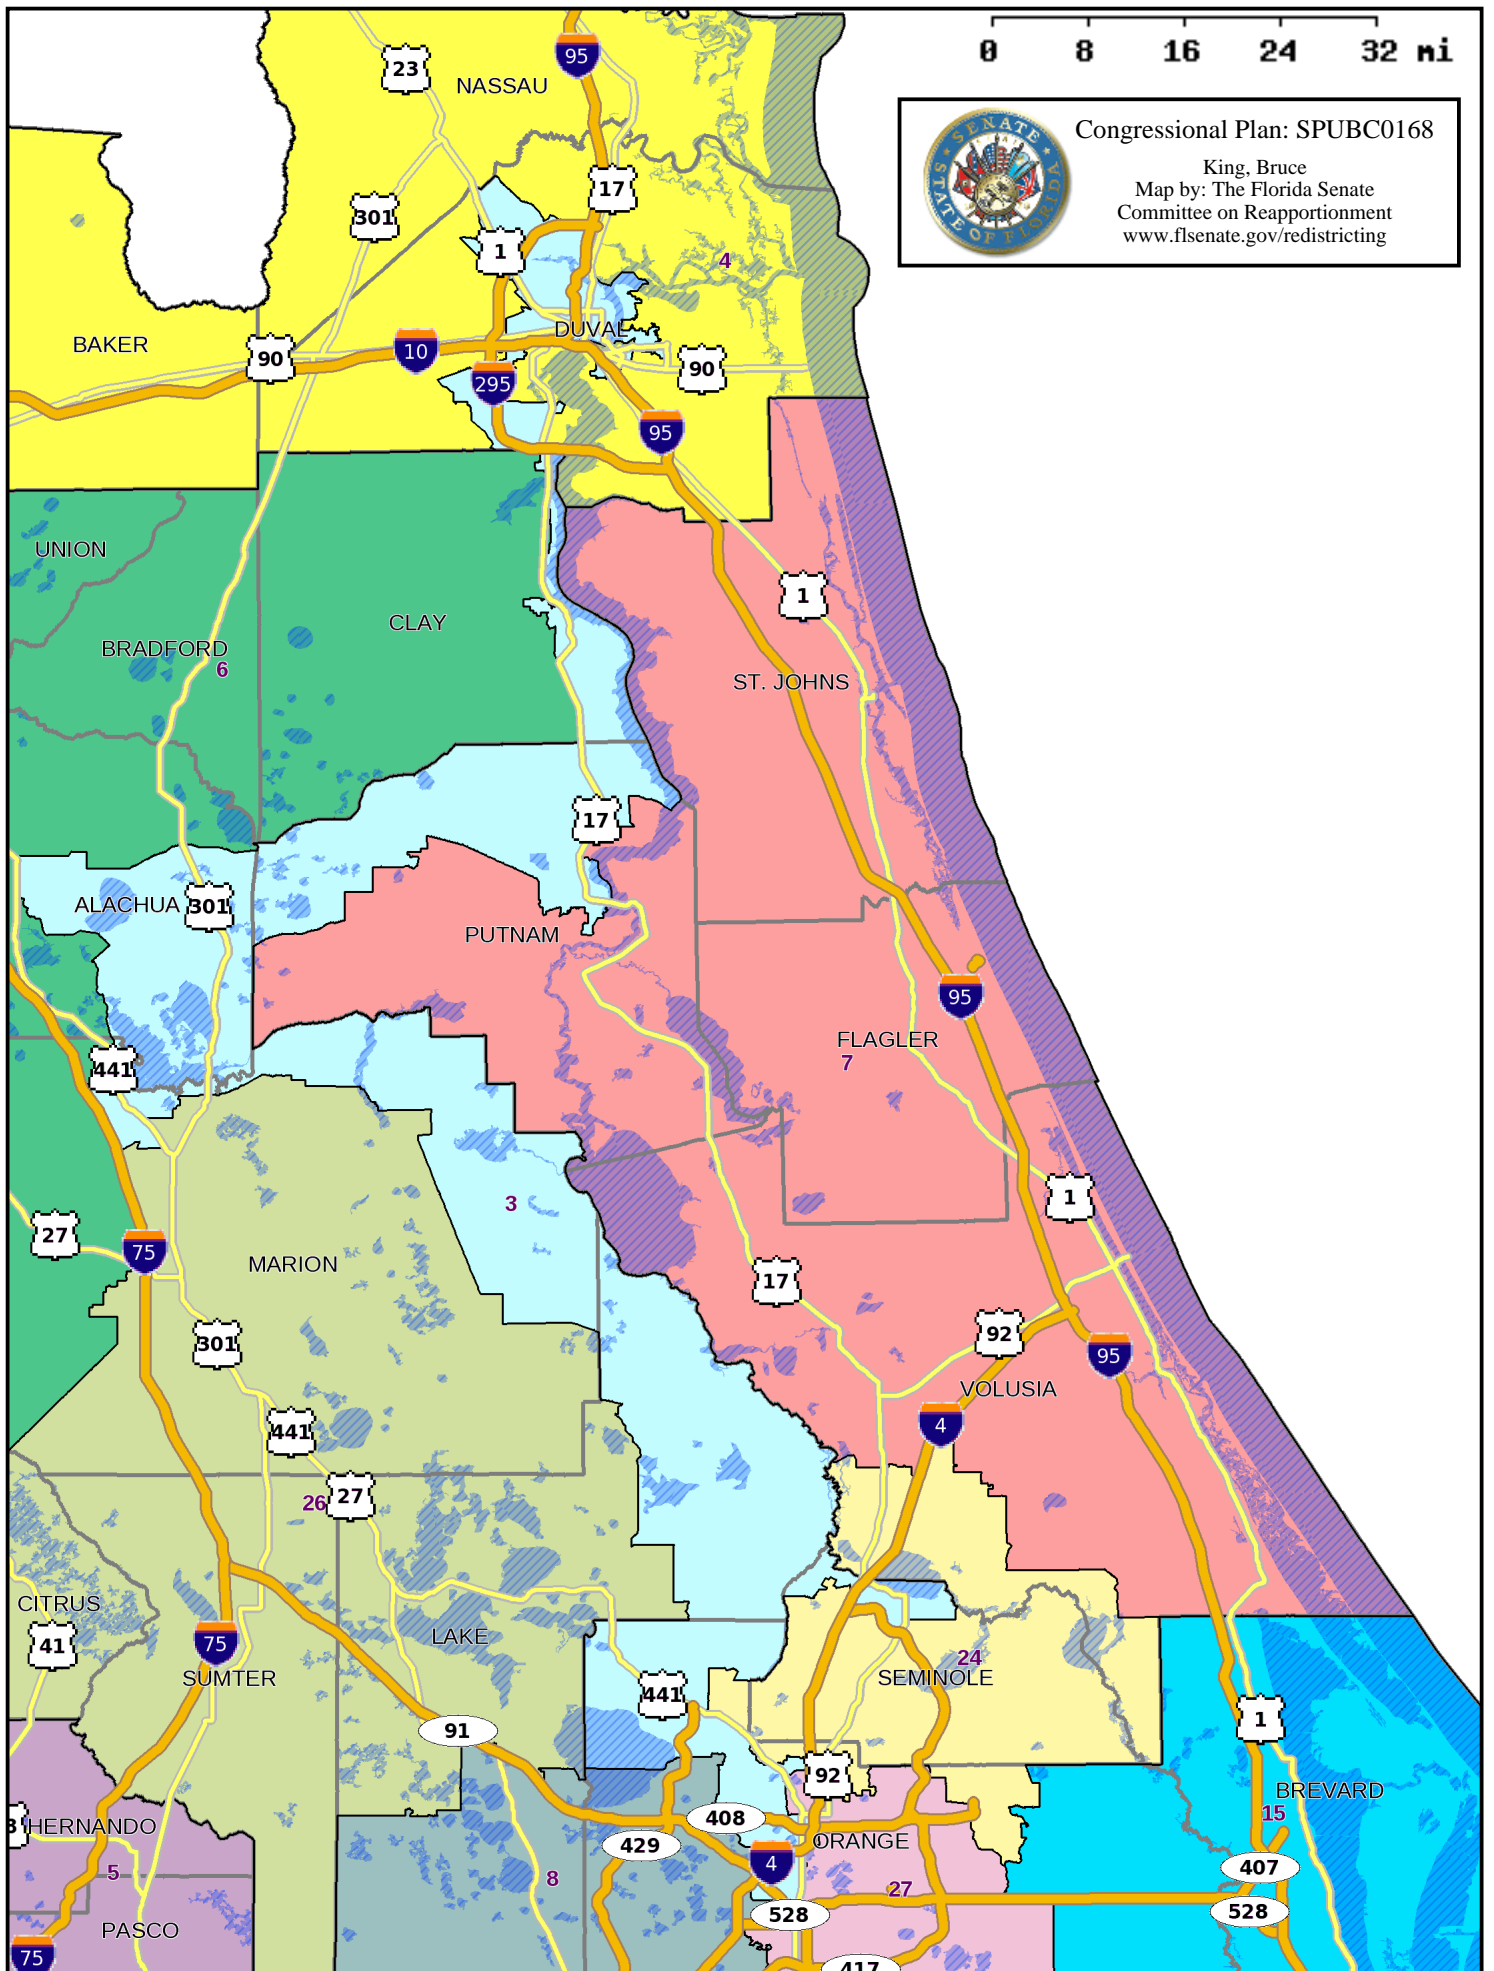 0 8 16 24 32 mi
Congressional Plan: SPUBC0168
King, Bruce
Map by: The Florida Senate
Committee on Reapportionment
www.flsenate.gov/redistricting
SENATE
STATE OF FLORIDA
23
NASSAU
95
17
301
1
4
BAKER
DUVAL
90
10
295
90
95
UNION
CLAY
1
BRADFORD
6
ST. JOHNS
17
ALACHUA
301
PUTNAM
95
FLAGLER
7
441
3
1
27
75
MARION
17
301
92
95
VOLUSIA
4
441
26
27
CITRUS
41
75
LAKE
SUMTER
24
SEMINOLE
441
91
1
92
BREVARD
15
408
HERNANDO
429
ORANGE
4
407
5
8
27
528
528
PASCO
75
417